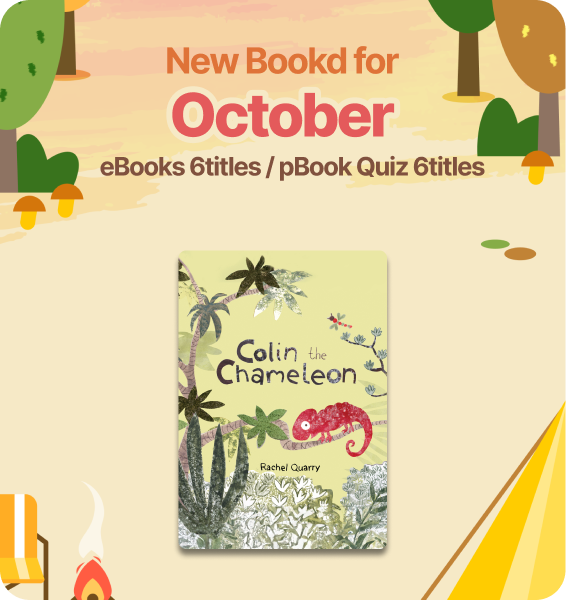 New Bookd for
October
eBooks 6titles / pBook Quiz 6titles
Colin the
Chameleon
Rachel Quarry